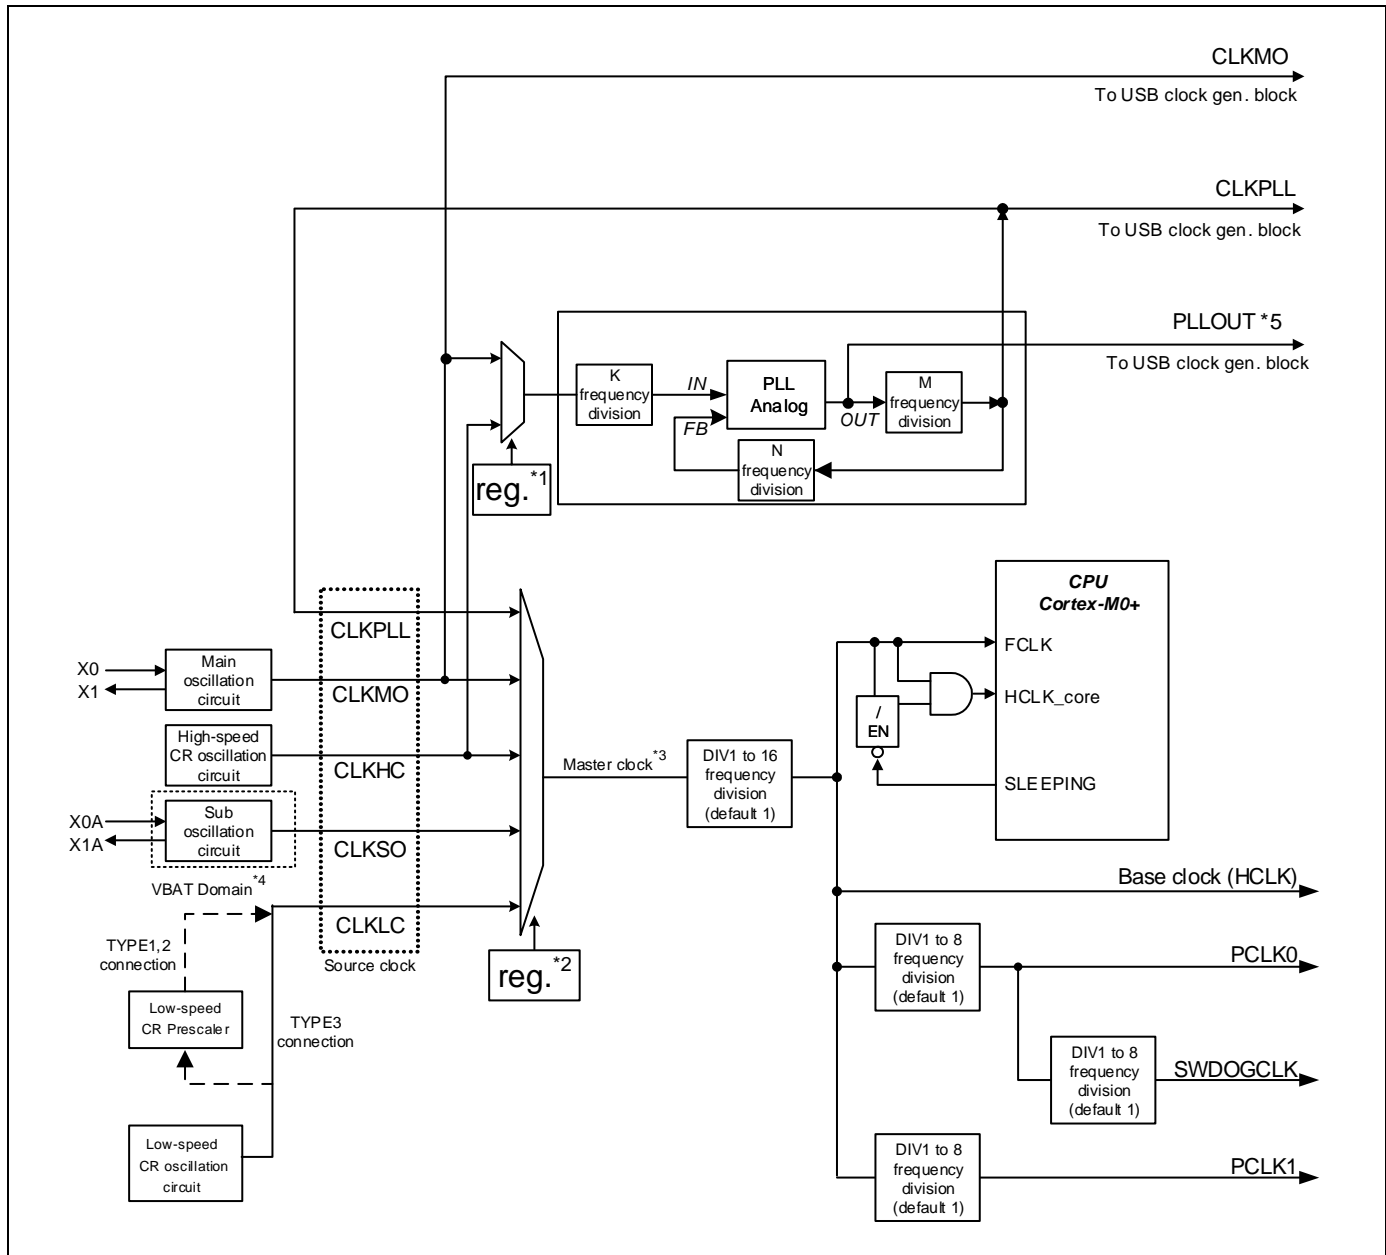 CLKMO
To USB clock gen. block
CLKPLL
To USB clock gen. block
PLLOUT *5
To USB clock gen. block
K
frequency
division
IN
FB
PLL
Analog
OUT
M
frequency
division
N
frequency
division
reg. *1
CPU
Cortex-M0+
FCLK
HCLK_core
SLEEPING
/
EN
X0
X1
Main
oscillation
circuit
High-speed
CR oscillation
circuit
X0A
X1A
Sub
oscillation
circuit
VBAT Domain*4
CLKPLL
CLKMO
CLKHC
CLKSO
CLKLC
Source clock
reg. *2
Master clock*3
DIV1 to 16
frequency
division
(default 1)
TYPE1,2
connection
Low-speed
CR Prescaler
TYPE3
connection
Low-speed
CR oscillation
circuit
Base clock (HCLK)
DIV1 to 8
frequency
division
(default 1)
PCLK0
DIV1 to 8
frequency
division
(default 1)
SWDOGCLK
DIV1 to 8
frequency
division
(default 1)
PCLK1